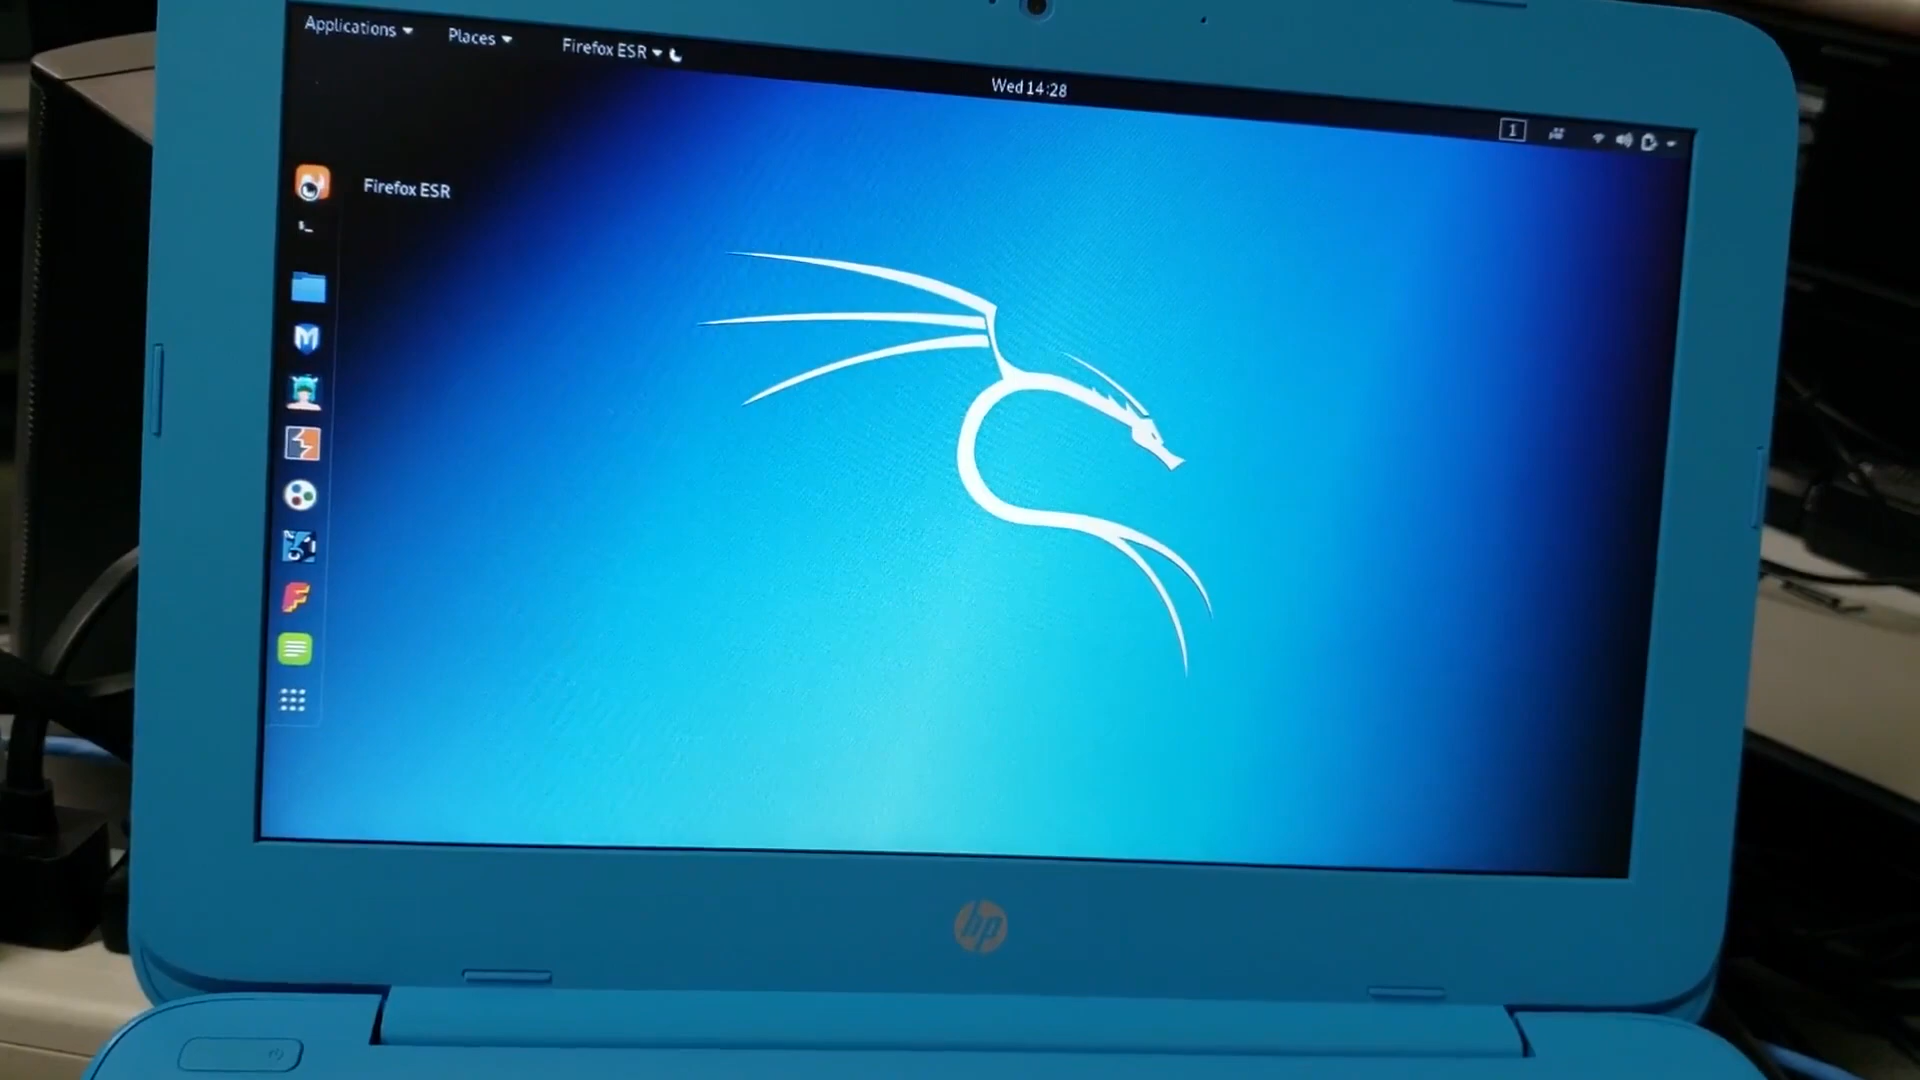 Applications
Places
Firefox ESR
Wed 14:28
1
Firefox ESR
$_
M
F
hp